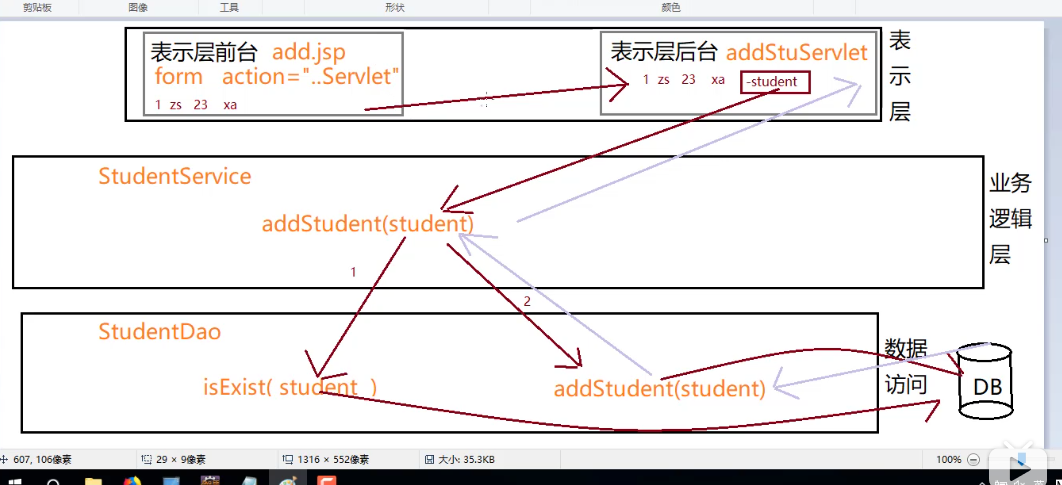 剪贴板 图像 工具 形状 颜色
表示层前台 add.jsp
form action="..Servlet"
1 zs 23 xa
表示层后台 addStuServlet
1 zs 23 xa -student
表
示
层
StudentService
addStudent(student)
业务
逻辑
层
1
2
StudentDao
isExist( student )
addStudent(student)
数据
访问
DB
607, 106像素 29 × 9像素 1316 × 552像素 大小: 35.3KB 100%